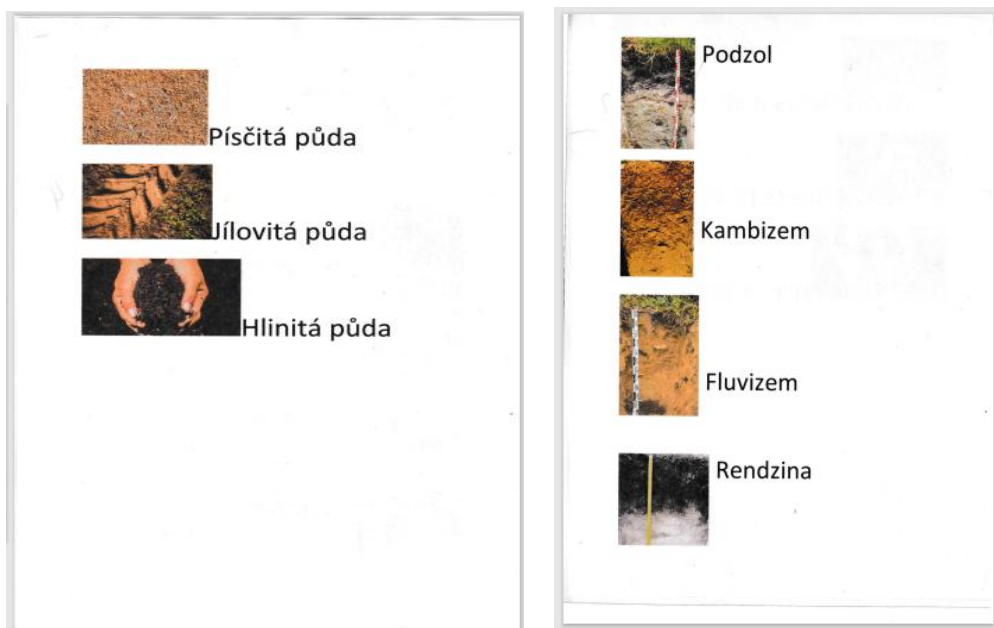 Písčitá půda
Jílovitá půda
Hlinitá půda
Podzol
Kambizem
Fluvizem
Rendzina